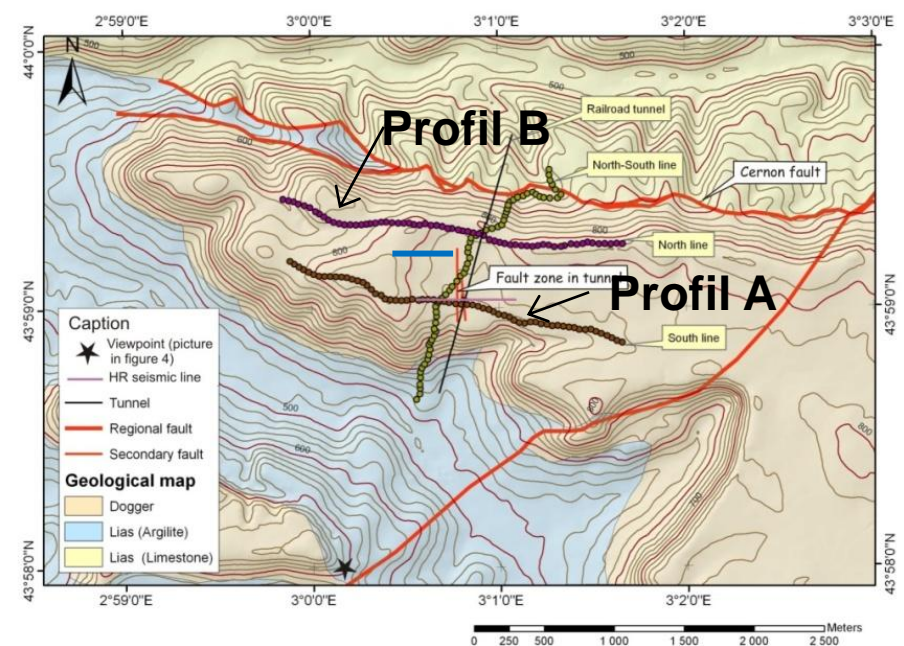 2°59'0"E 3°0'0"E 3°1'0"E 3°2'0"E 3°3'0"E
44°0'0"N
N
500
500
500
Railroad tunnel
Profil B
600
North-South line
Cernon fault
800
North line
800
Fault zone in tunnel
Profil A
43°59'0"N
43°59'0"N
South line
Caption
Viewpoint (picture
in figure 4)
HR seismic line
Tunnel
Regional fault
Secondary fault
Geological map
Dogger
Lias (Argilite)
Lias (Limestone)
500
600
800
700
43°58'0"N
43°58'0"N
2°59'0"E 3°0'0"E 3°1'0"E 3°2'0"E
Meters
0 250 500 1 000 1 500 2 000 2 500